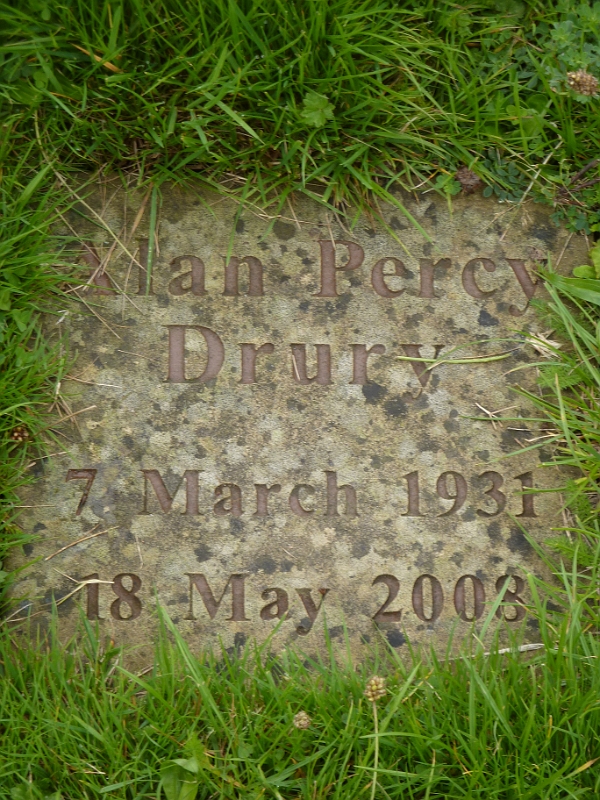 Alan Percy
Drury
7 March 1931
18 May 2008